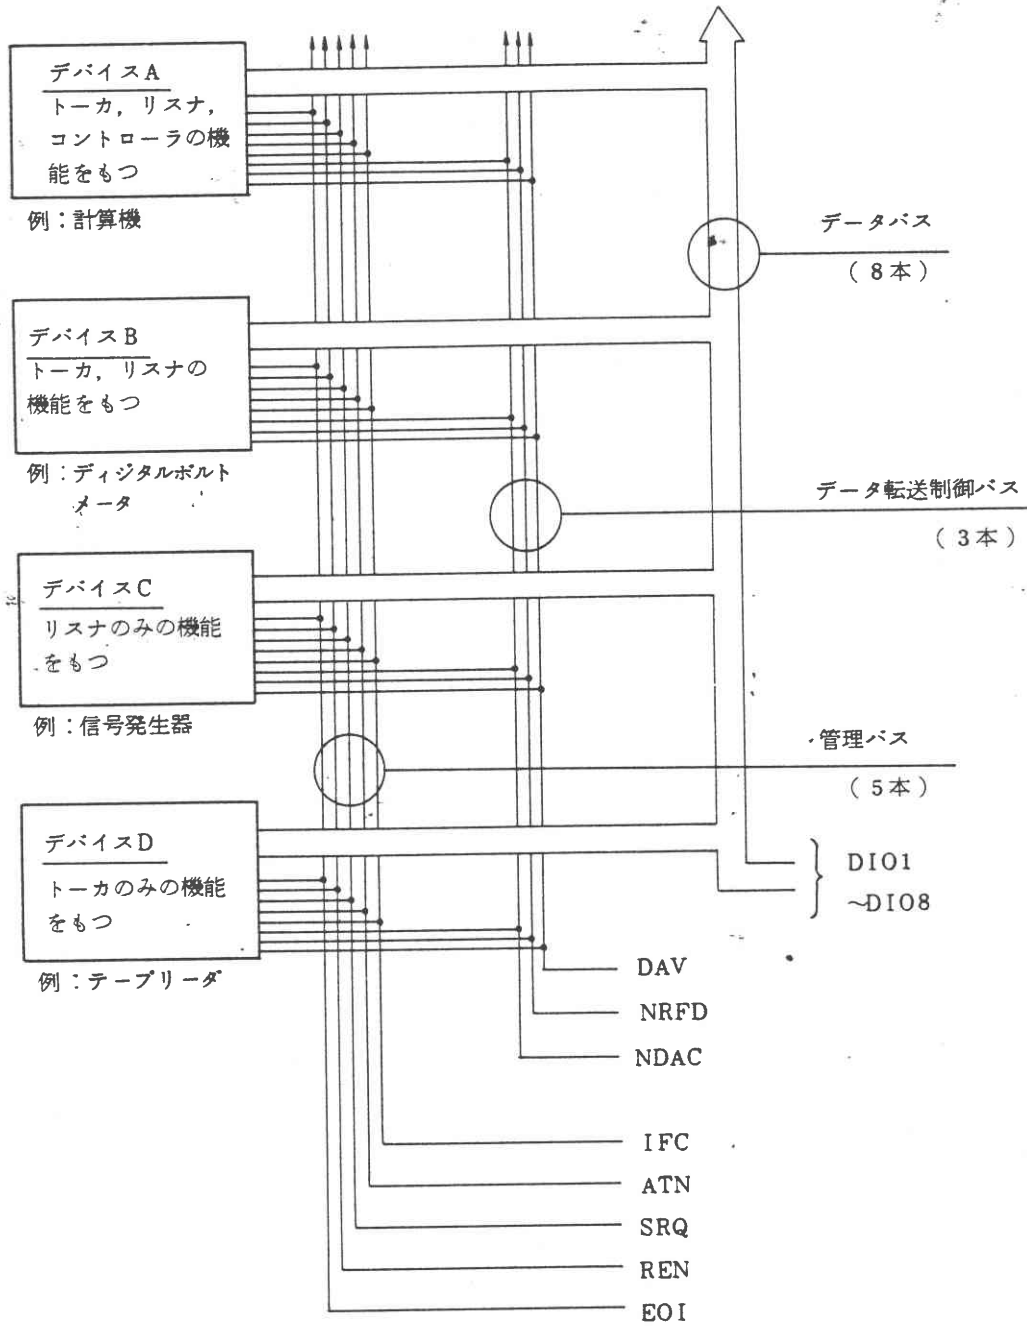 デバイスA
トーカ，リスナ，
コントローラの機
能をもつ
例：計算機
データバス
（8本）
デバイスB
トーカ，リスナの
機能をもつ
例：ディジタルボルト
メータ
データ転送制御バス
（3本）
デバイスC
リスナのみの機能
をもつ
例：信号発生器
管理バス
（5本）
デバイスD
トーカのみの機能
をもつ
例：テープリーダ
DIO1
～DIO8
DAV
NRFD
NDAC
IFC
ATN
SRQ
REN
EOI